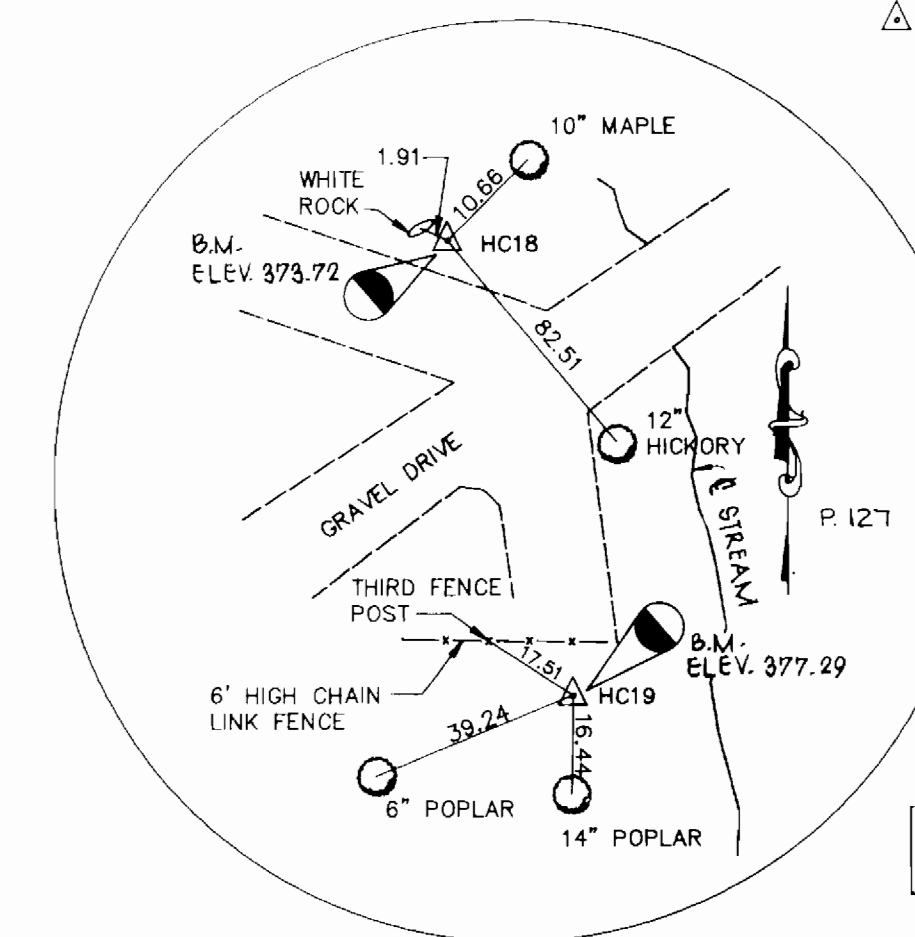 10" MAPLE
1.91
10.66
WHITE
ROCK
HC18
B.M.
ELEV. 373.72
82.51
12"
HICKORY
GRAVEL DRIVE
℄ STREAM
P. 127
THIRD FENCE
POST
17.51
B.M.
ELEV. 377.29
6' HIGH CHAIN
LINK FENCE
HC19
39.24
16.44
6" POPLAR
14" POPLAR